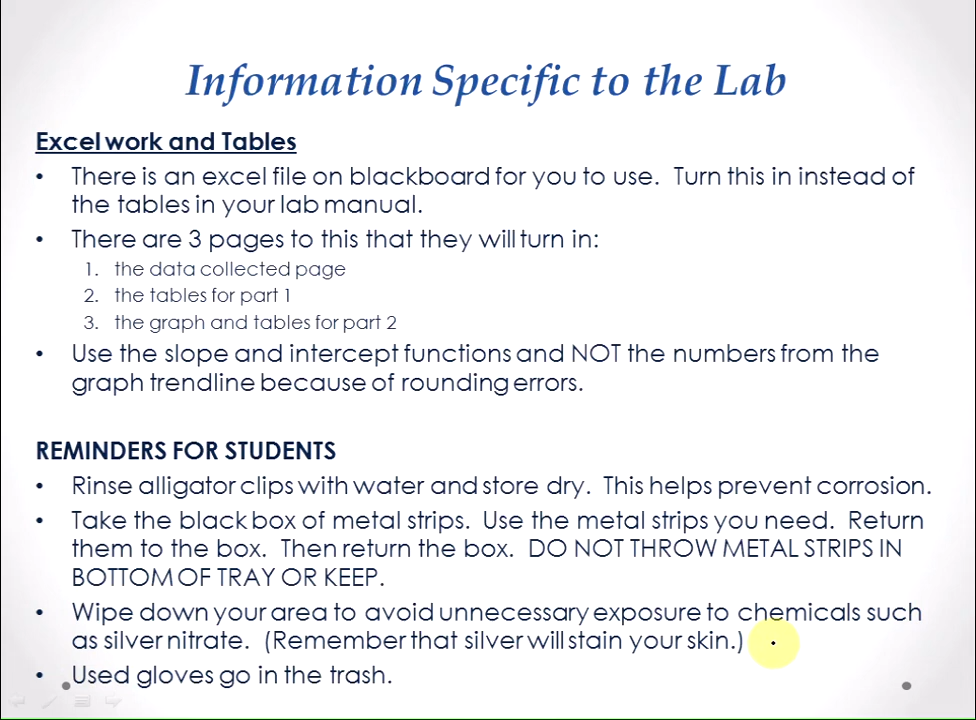 Information Specific to the Lab
Excel work and Tables
• There is an excel file on blackboard for you to use. Turn this in instead of
the tables in your lab manual.
• There are 3 pages to this that they will turn in:
1. the data collected page
2. the tables for part 1
3. the graph and tables for part 2
• Use the slope and intercept functions and NOT the numbers from the
graph trendline because of rounding errors.
REMINDERS FOR STUDENTS
• Rinse alligator clips with water and store dry. This helps prevent corrosion.
• Take the black box of metal strips. Use the metal strips you need. Return
them to the box. Then return the box. DO NOT THROW METAL STRIPS IN
BOTTOM OF TRAY OR KEEP.
• Wipe down your area to avoid unnecessary exposure to chemicals such
as silver nitrate. (Remember that silver will stain your skin.)
• Used gloves go in the trash.